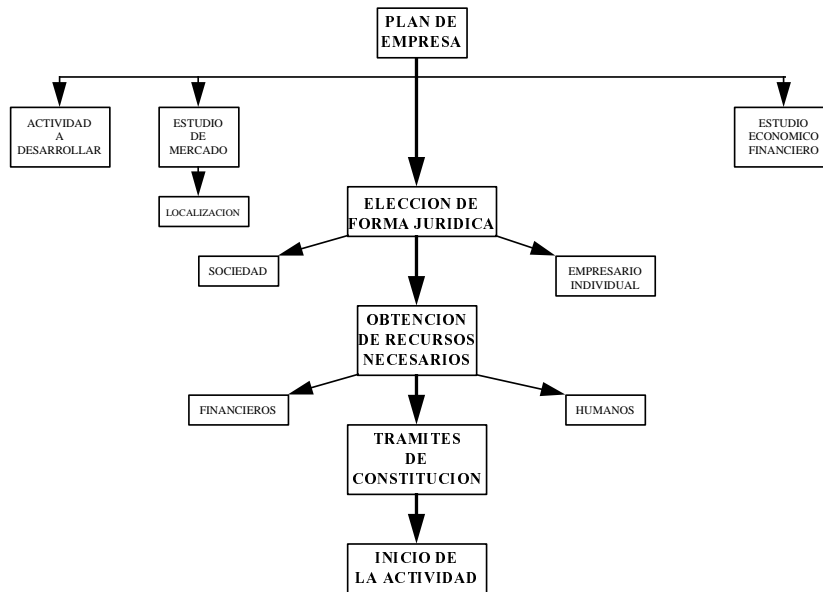 PLAN DE
EMPRESA
ACTIVIDAD
A
DESARROLLAR
ESTUDIO
DE
MERCADO
ESTUDIO
ECONOMICO
FINANCIERO
LOCALIZACION
ELECCION DE
FORMA JURIDICA
SOCIEDAD
EMPRESARIO
INDIVIDUAL
OBTENCION
DE RECURSOS
NECESARIOS
FINANCIEROS
HUMANOS
TRAMITES
DE
CONSTITUCION
INICIO DE
LA ACTIVIDAD